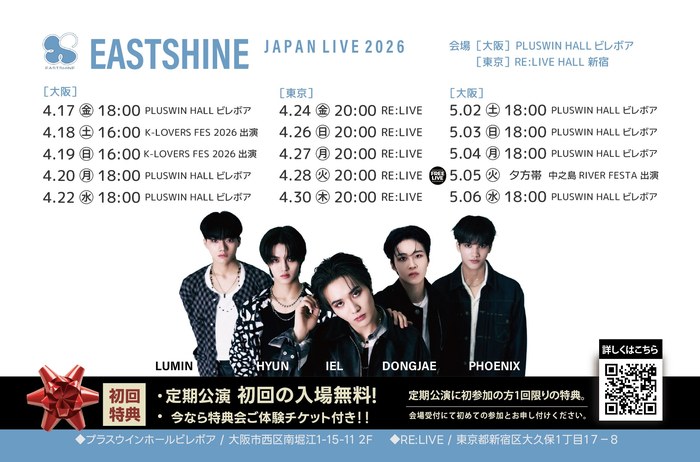 EASTSHINE
EASTSHINE JAPAN LIVE 2026
会場［大阪］PLUSWIN HALL ビレボア
［東京］RE:LIVE HALL 新宿
［大阪］
4.17 ㊎ 18:00 PLUSWIN HALL ビレボア
4.18 ㊏ 16:00 K-LOVERS FES 2026 出演
4.19 ㊐ 16:00 K-LOVERS FES 2026 出演
4.20 ㊊ 18:00 PLUSWIN HALL ビレボア
4.22 ㊌ 18:00 PLUSWIN HALL ビレボア
［東京］
4.24 ㊎ 20:00 RE:LIVE
4.26 ㊐ 20:00 RE:LIVE
4.27 ㊊ 20:00 RE:LIVE
4.28 ㊋ 20:00 RE:LIVE
4.30 ㊍ 20:00 RE:LIVE
［大阪］
5.02 ㊏ 18:00 PLUSWIN HALL ビレボア
5.03 ㊐ 18:00 PLUSWIN HALL ビレボア
5.04 ㊊ 18:00 PLUSWIN HALL ビレボア
FREE LIVE 5.05 ㊋ 夕方帯 中之島 RIVER FESTA 出演
5.06 ㊌ 18:00 PLUSWIN HALL ビレボア
LUMIN HYUN IEL DONGJAE PHOENIX
詳しくはこちら
初回
特典
・定期公演 初回の入場無料!
・今なら特典会ご体験チケット付き!!
定期公演に初参加の方1回限りの特典。
会場受付にて初めての参加とお申し付けください。
◆プラスウインホールビレボア / 大阪市西区南堀江1-15-11 2F ◆RE:LIVE / 東京都新宿区大久保1丁目17－8